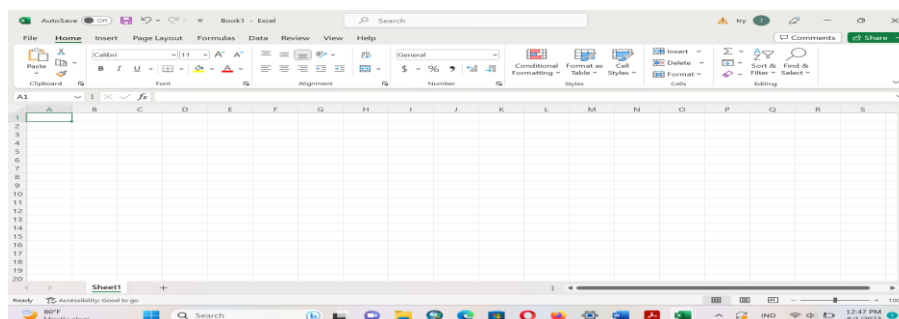 AutoSave Off Book1 - Excel Search try
File Home Insert Page Layout Formulas Data Review View Help Comments Share
Paste Calibri 11 A A General Conditional Formatting Format as Table Cell Styles Insert Delete Format Sort & Filter Find & Select
B I U A $ % 9
Clipboard Font Alignment Number Styles Cells Editing
A1 fx
A B C D E F G H I J K L M N O P Q R S
1
2
3
4
5
6
7
8
9
10
11
12
13
14
15
16
17
18
19
20
Sheet1 +
Ready Accessibility: Good to go
80°F Search IND 12:47 PM